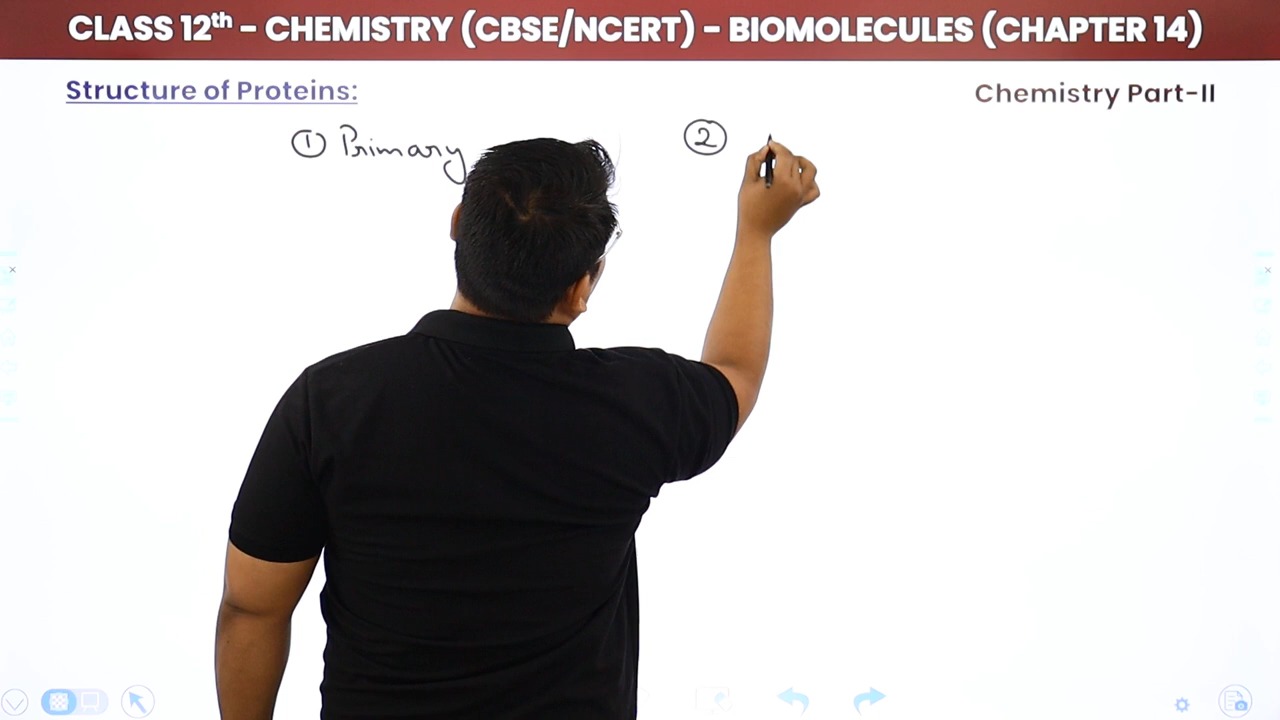 CLASS 12th - CHEMISTRY (CBSE/NCERT) - BIOMOLECULES (CHAPTER 14)
Structure of Proteins:
Chemistry Part-II
① Primary
②